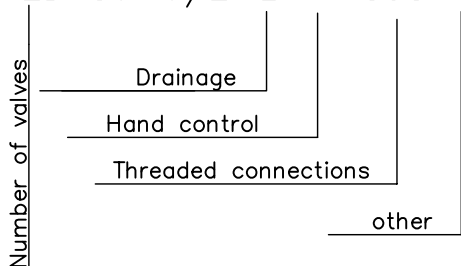 Drainage
Hand control
Threaded connections
other
Number of valves